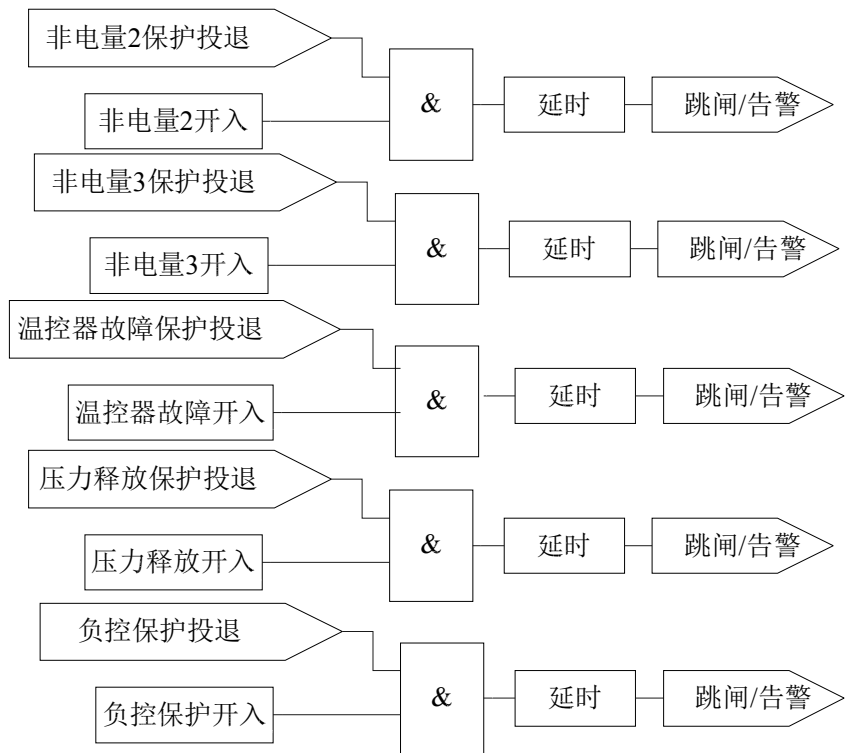 非电量2保护投退
&
延时
跳闸/告警
非电量2开入
非电量3保护投退
&
延时
跳闸/告警
非电量3开入
温控器故障保护投退
&
延时
跳闸/告警
温控器故障开入
压力释放保护投退
&
延时
跳闸/告警
压力释放开入
负控保护投退
&
延时
跳闸/告警
负控保护开入